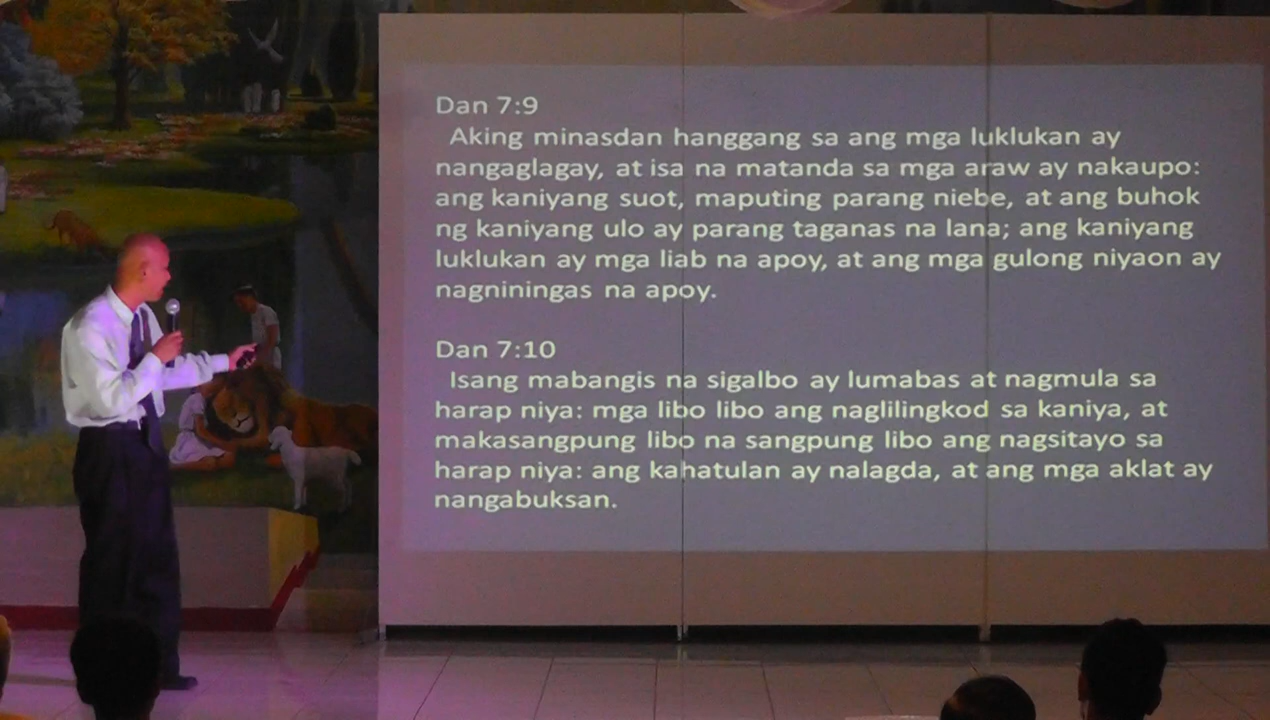 Dan 7:9
Aking minasdan hanggang sa ang mga luklukan ay
nangaglagay, at isa na matanda sa mga araw ay nakaupo:
ang kaniyang suot, maputing parang niebe, at ang buhok
ng kaniyang ulo ay parang taganas na lana; ang kaniyang
luklukan ay mga liab na apoy, at ang mga gulong niyaon ay
nagniningas na apoy.
Dan 7:10
Isang mabangis na sigalbo ay lumabas at nagmula sa
harap niya: mga libo libo ang naglilingkod sa kaniya, at
makasangpung libo na sangpung libo ang nagsitayo sa
harap niya: ang kahatulan ay nalagda, at ang mga aklat ay
nangabuksan.